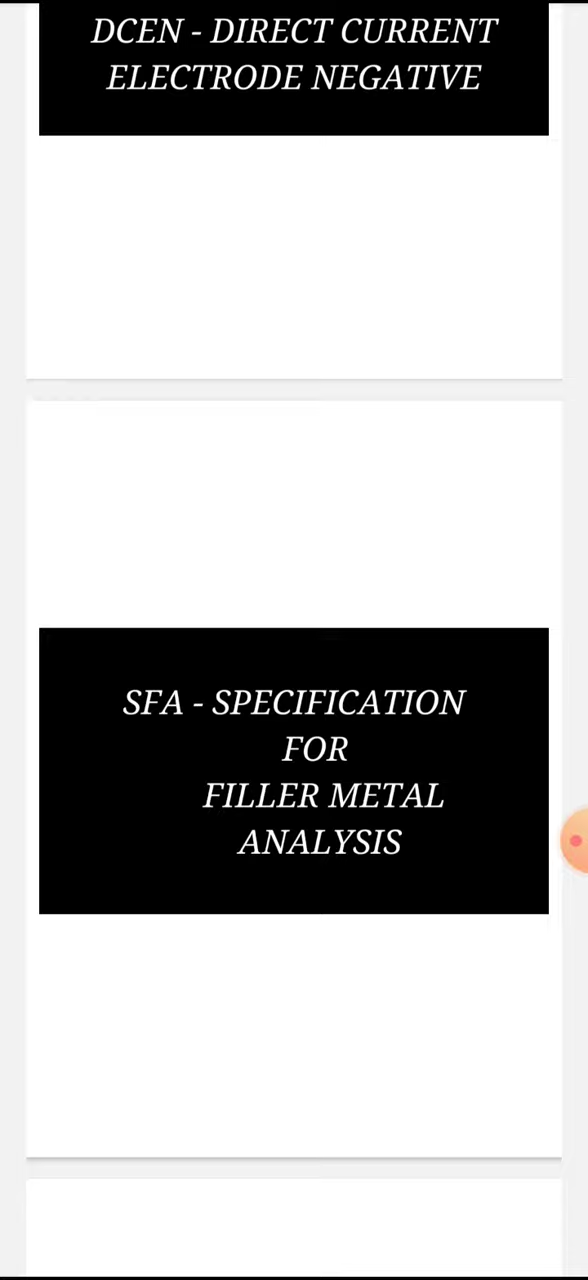 DCEN - DIRECT CURRENT
ELECTRODE NEGATIVE
SFA - SPECIFICATION
FOR
FILLER METAL
ANALYSIS